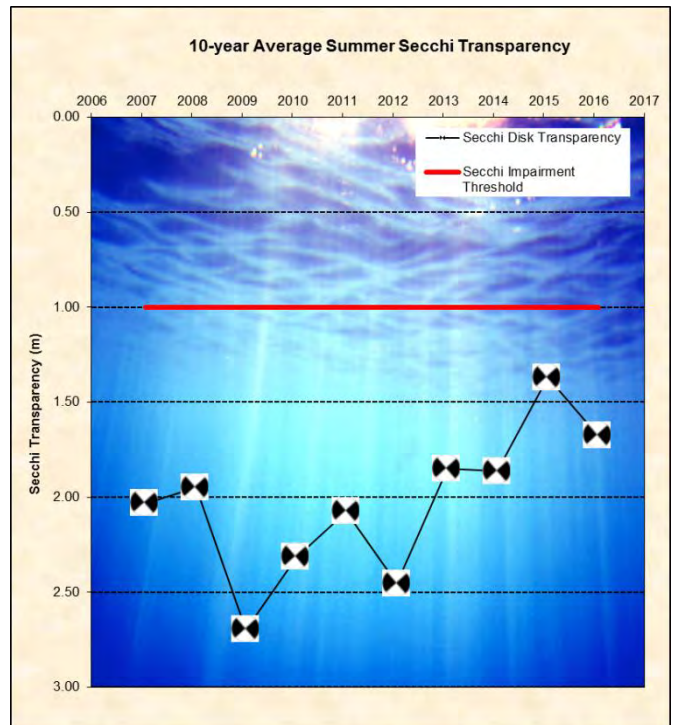 10-year Average Summer Secchi Transparency
2006 2007 2008 2009 2010 2011 2012 2013 2014 2015 2016 2017
0.00
Secchi Disk Transparency
Secchi Impairment
Threshold
0.50
1.00
1.50
2.00
2.50
3.00
Secchi Transparency (m)